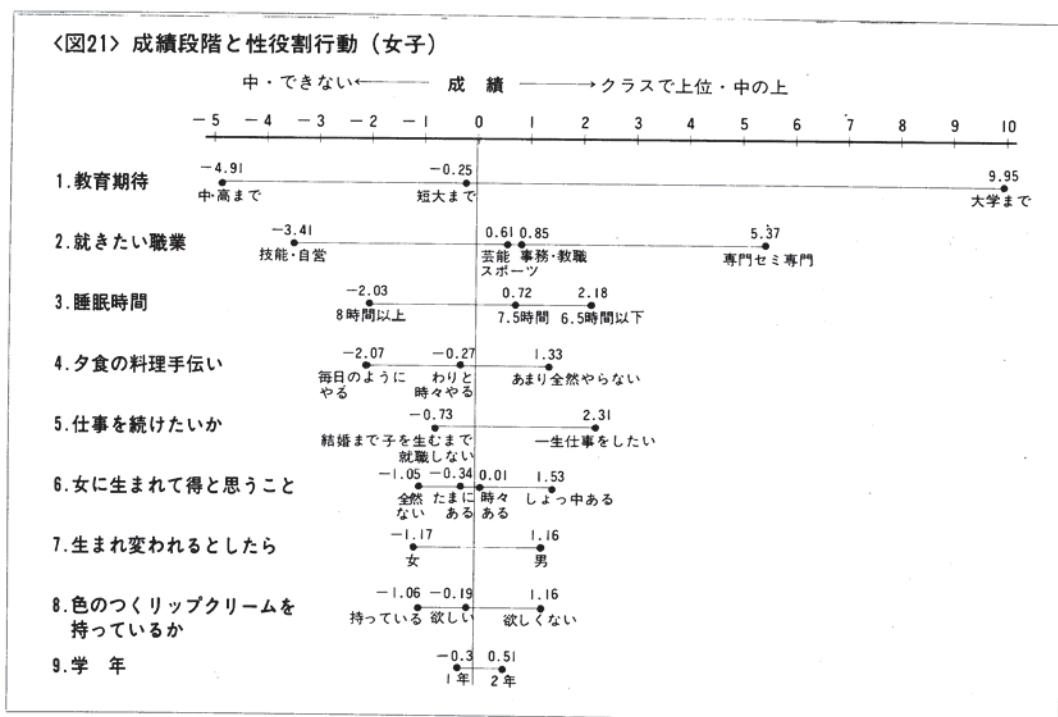 <図21> 成績段階と性役割行動（女子）
中・できない← 成 績 →クラスで上位・中の上
−5 −4 −3 −2 −1 0 1 2 3 4 5 6 7 8 9 10
1.教育期待
−4.91 −0.25 9.95
中・高まで 短大まで 大学まで
2.就きたい職業
−3.41 0.61 0.85 5.37
技能・自営 芸能 事務・教職 専門セミ専門
スポーツ
3.睡眠時間
−2.03 0.72 2.18
8時間以上 7.5時間 6.5時間以下
4.夕食の料理手伝い
−2.07 −0.27 1.33
毎日のように わりと あまり全然やらない
やる 時々やる
5.仕事を続けたいか
−0.73 2.31
結婚まで子を生むまで 一生仕事をしたい
就職しない
6.女に生まれて得と思うこと
−1.05 −0.34 0.01 1.53
全然 たまに 時々 しょっ中ある
ない ある ある
7.生まれ変われるとしたら
−1.17 1.16
女 男
8.色のつくリップクリームを
持っているか
−1.06 −0.19 1.16
持っている 欲しい 欲しくない
9.学 年
−0.3 0.51
1年 2年